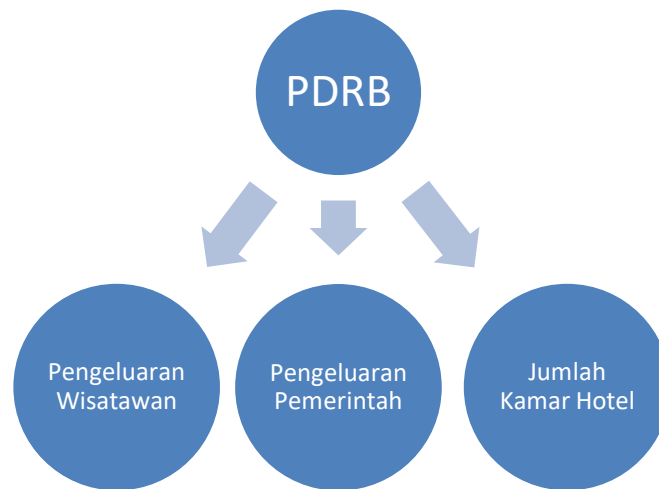 PDRB
Pengeluaran
Wisatawan
Pengeluaran
Pemerintah
Jumlah
Kamar Hotel